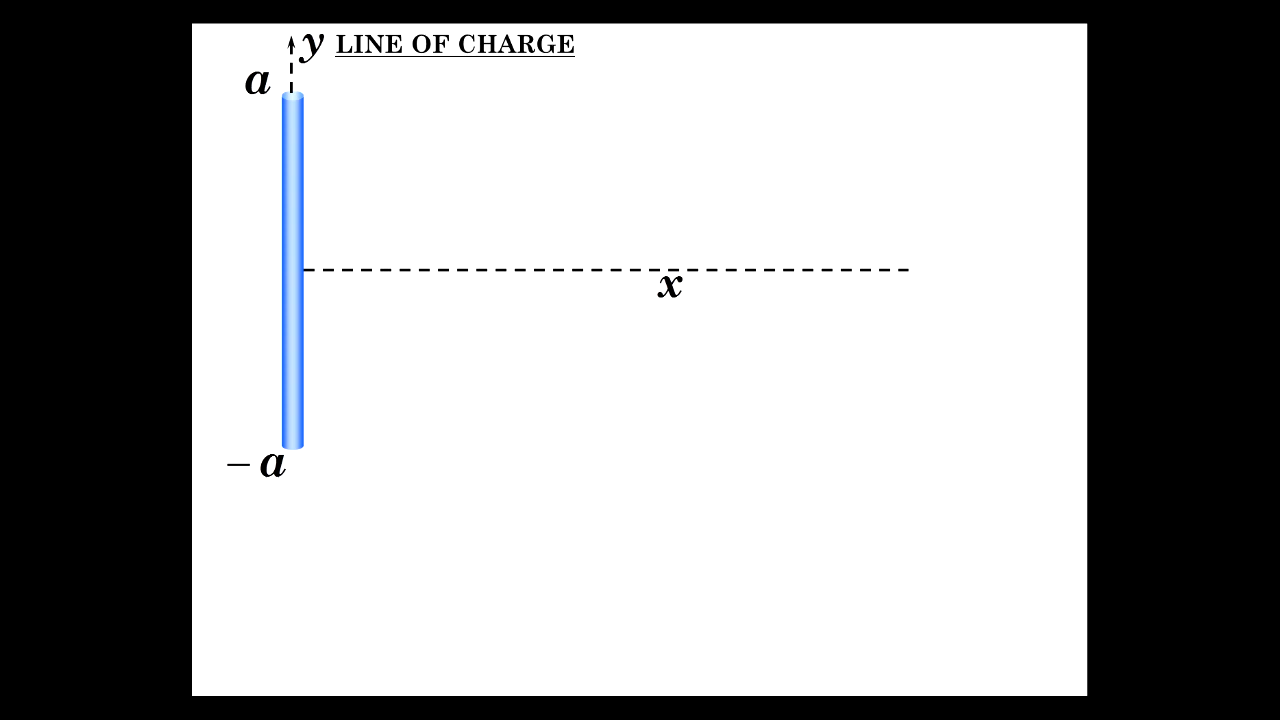 y LINE OF CHARGE
a
x
– a